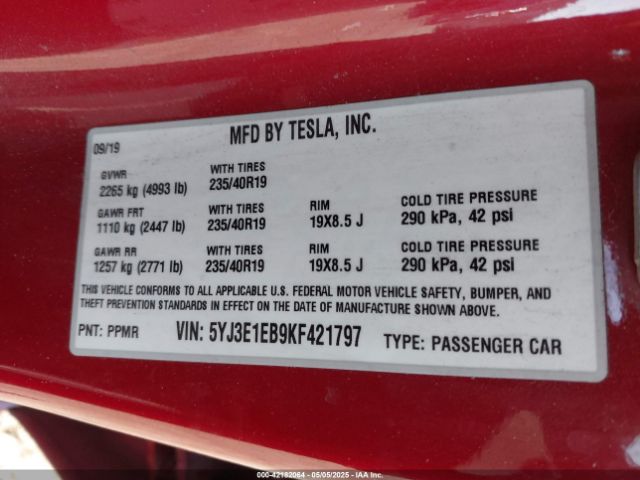 MFD BY TESLA, INC.
09/19
GVWR WITH TIRES
2265 kg (4993 lb) 235/40R19
GAWR FRT WITH TIRES RIM COLD TIRE PRESSURE
1110 kg (2447 lb) 235/40R19 19X8.5 J 290 kPa, 42 psi
GAWR RR WITH TIRES RIM COLD TIRE PRESSURE
1257 kg (2771 lb) 235/40R19 19X8.5 J 290 kPa, 42 psi
THIS VEHICLE CONFORMS TO ALL APPLICABLE U.S. FEDERAL MOTOR VEHICLE SAFETY, BUMPER, AND
THEFT PREVENTION STANDARDS IN EFFECT ON THE DATE OF MANUFACTURE SHOWN ABOVE.
PNT: PPMR VIN: 5YJ3E1EB9KF421797 TYPE: PASSENGER CAR
000-42182064 - 05/05/2025 - IAA, Inc.